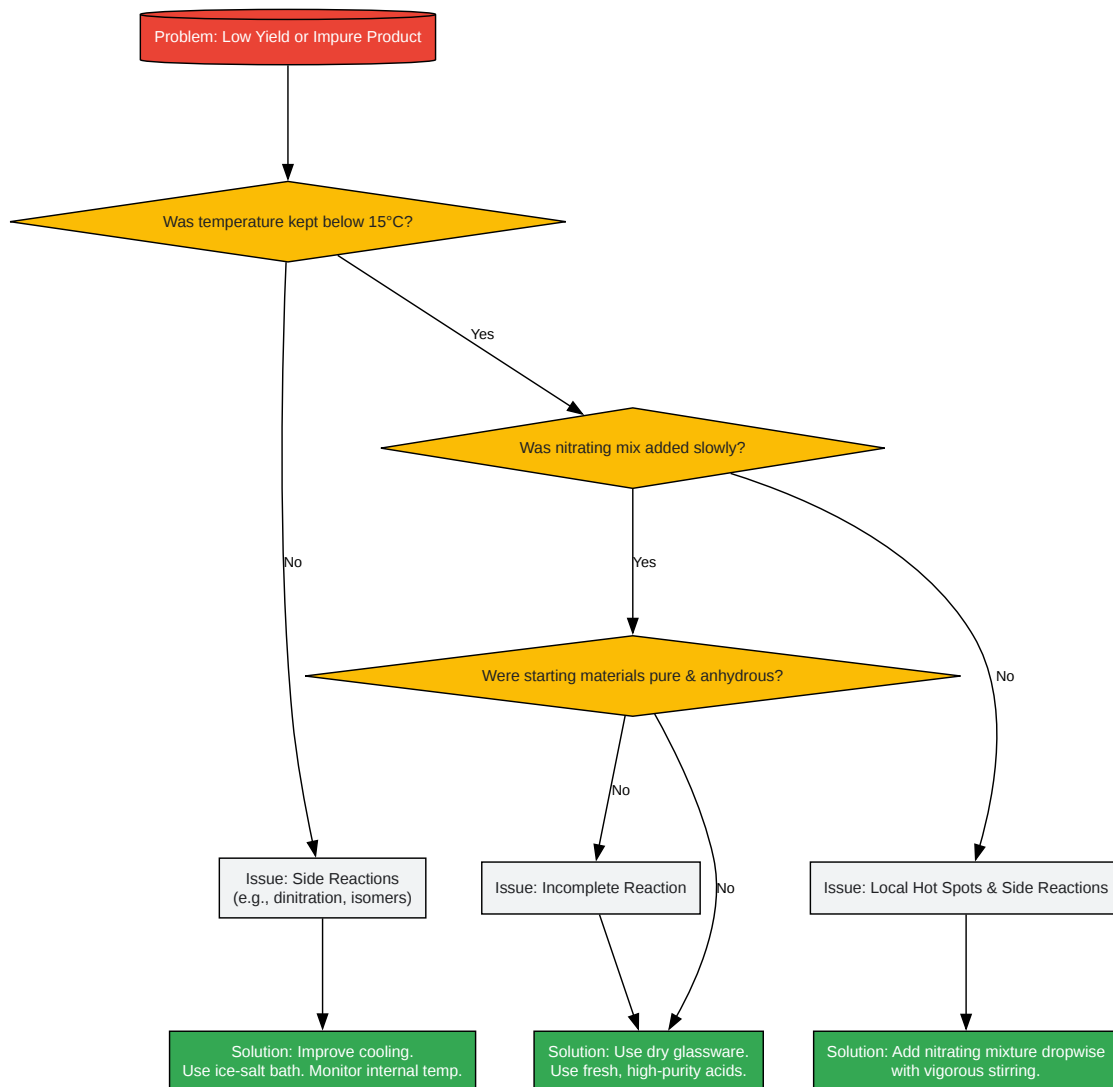 Problem: Low Yield or Impure Product
Was temperature kept below 15°C?
Yes
Was nitrating mix added slowly?
No
Yes
Were starting materials pure & anhydrous?
No
No
Issue: Side Reactions
(e.g., dinitration, isomers)
Issue: Incomplete Reaction
No
Issue: Local Hot Spots & Side Reactions
Solution: Improve cooling.
Use ice-salt bath. Monitor internal temp.
Solution: Use dry glassware.
Use fresh, high-purity acids.
Solution: Add nitrating mixture dropwise
with vigorous stirring.